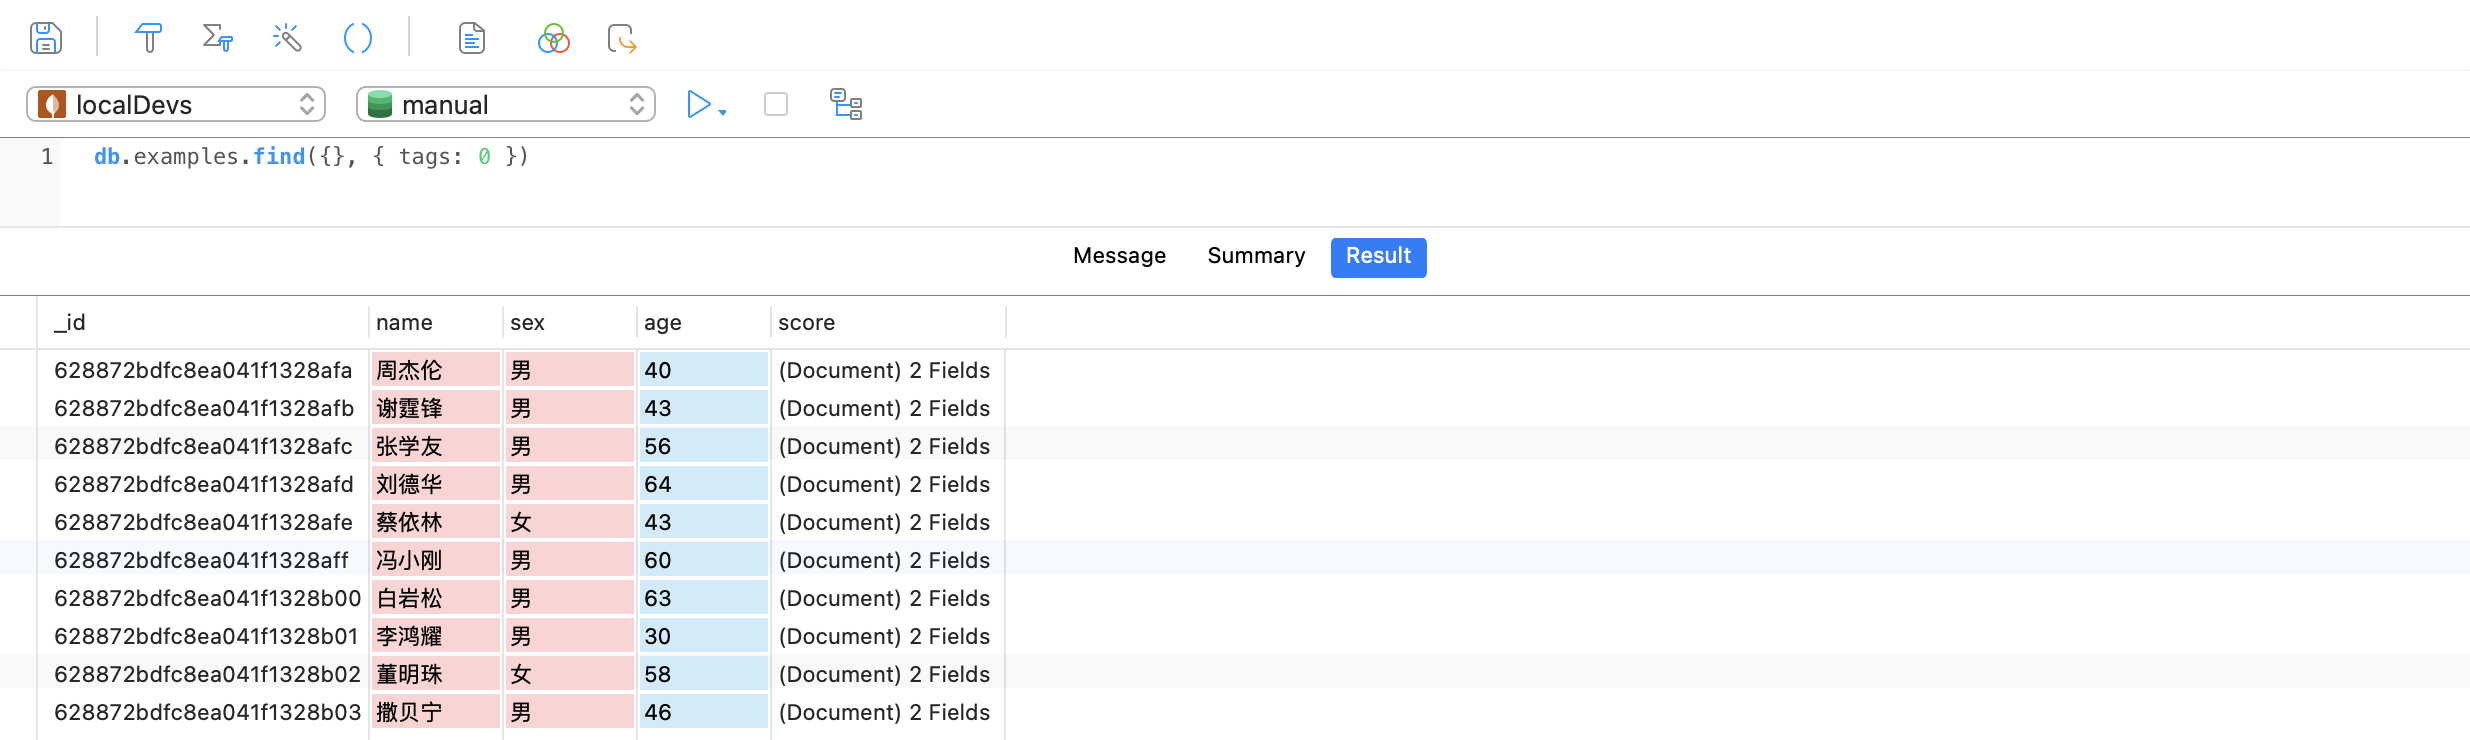 localDevs manual
1 db.examples.find({}, { tags: 0 })
Message Summary Result
_id name sex age score
628872bdfc8ea041f1328afa 周杰伦 男 40 (Document) 2 Fields
628872bdfc8ea041f1328afb 谢霆锋 男 43 (Document) 2 Fields
628872bdfc8ea041f1328afc 张学友 男 56 (Document) 2 Fields
628872bdfc8ea041f1328afd 刘德华 男 64 (Document) 2 Fields
628872bdfc8ea041f1328afe 蔡依林 女 43 (Document) 2 Fields
628872bdfc8ea041f1328aff 冯小刚 男 60 (Document) 2 Fields
628872bdfc8ea041f1328b00 白岩松 男 63 (Document) 2 Fields
628872bdfc8ea041f1328b01 李鸿耀 男 30 (Document) 2 Fields
628872bdfc8ea041f1328b02 董明珠 女 58 (Document) 2 Fields
628872bdfc8ea041f1328b03 撒贝宁 男 46 (Document) 2 Fields